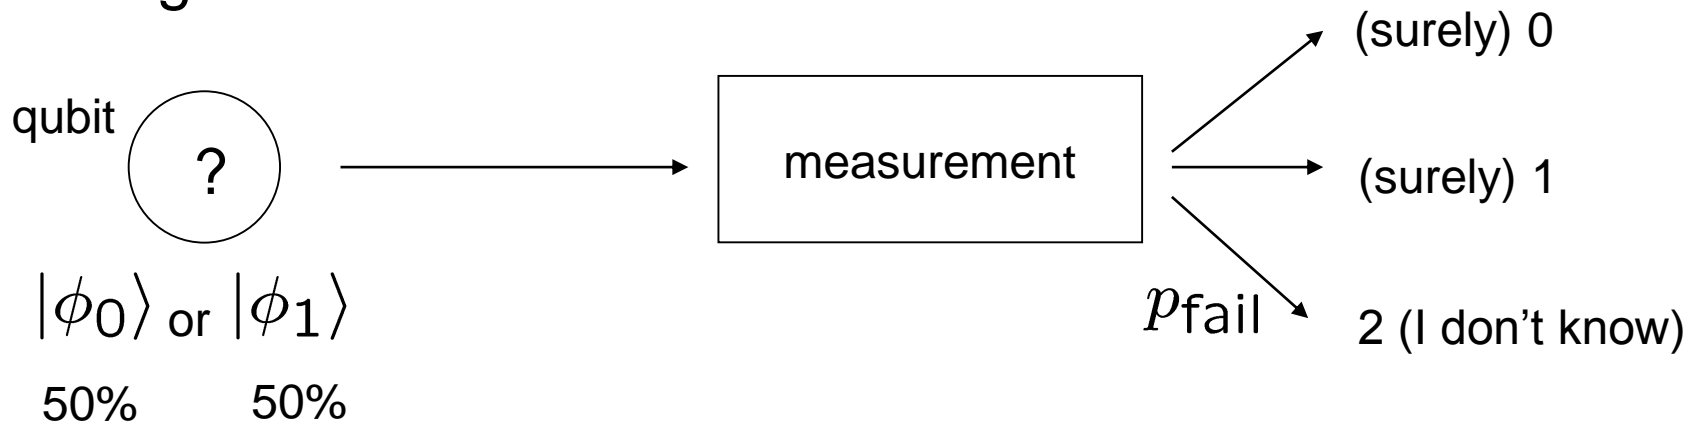 (surely) 0
qubit
?
measurement
(surely) 1
|ϕ0⟩ or |ϕ1⟩
pfail
2 (I don’t know)
50% 50%